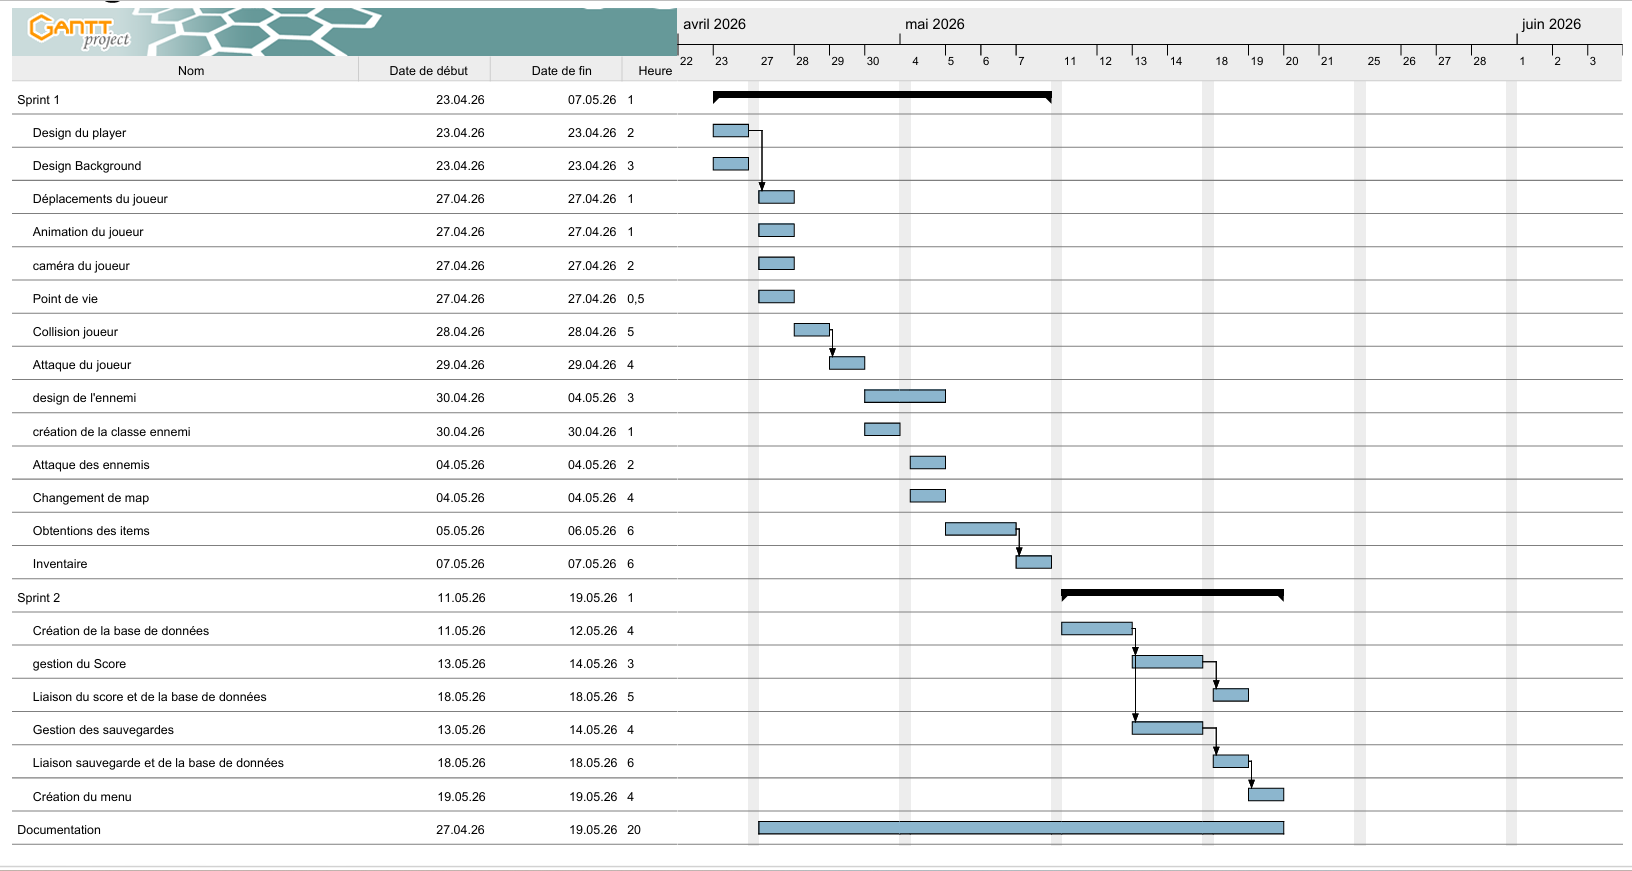 GANTT project
avril 2026 mai 2026 juin 2026
Nom Date de début Date de fin Heure 22 23 27 28 29 30 4 5 6 7 11 12 13 14 18 19 20 21 25 26 27 28 1 2 3
Sprint 1 23.04.26 07.05.26 1
Design du player 23.04.26 23.04.26 2
Design Background 23.04.26 23.04.26 3
Déplacements du joueur 27.04.26 27.04.26 1
Animation du joueur 27.04.26 27.04.26 1
caméra du joueur 27.04.26 27.04.26 2
Point de vie 27.04.26 27.04.26 0,5
Collision joueur 28.04.26 28.04.26 5
Attaque du joueur 29.04.26 29.04.26 4
design de l'ennemi 30.04.26 04.05.26 3
création de la classe ennemi 30.04.26 30.04.26 1
Attaque des ennemis 04.05.26 04.05.26 2
Changement de map 04.05.26 04.05.26 4
Obtentions des items 05.05.26 06.05.26 6
Inventaire 07.05.26 07.05.26 6
Sprint 2 11.05.26 19.05.26 1
Création de la base de données 11.05.26 12.05.26 4
gestion du Score 13.05.26 14.05.26 3
Liaison du score et de la base de données 18.05.26 18.05.26 5
Gestion des sauvegardes 13.05.26 14.05.26 4
Liaison sauvegarde et de la base de données 18.05.26 18.05.26 6
Création du menu 19.05.26 19.05.26 4
Documentation 27.04.26 19.05.26 20